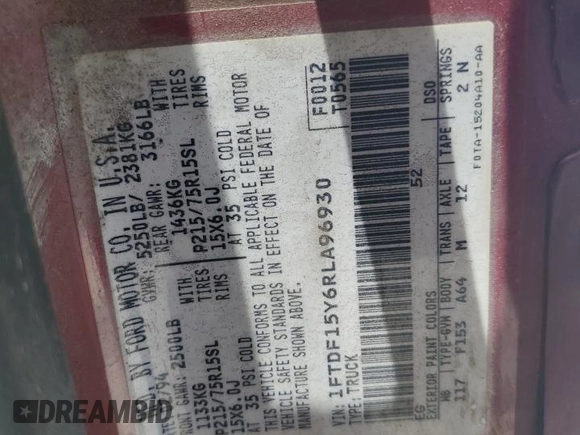 BY FORD MOTOR CO. IN U.S.A.
94 GVWR: 5250LB/ 2381KG
GAWR: 2500LB REAR GAWR: 3166LB
1133KG WITH 1436KG WITH
P215/75R15SL TIRES P215/75R15SL TIRES
15X6.0J RIMS 15X6.0J RIMS
AT 35 PSI COLD AT 35 PSI COLD
THIS VEHICLE CONFORMS TO ALL APPLICABLE FEDERAL MOTOR
VEHICLE SAFETY STANDARDS IN EFFECT ON THE DATE OF
MANUFACTURE SHOWN ABOVE.
F0012
T0565
VIN: 1FTDF15Y6RLA96930
TYPE: TRUCK
EG 52
EXTERIOR PAINT COLORS DSO
WB TYPE-GVW BODY TRANS AXLE TAPE SPRINGS
117 F153 A64 M 12 2 N
F0TA-15204A10-AA
DREAMBID